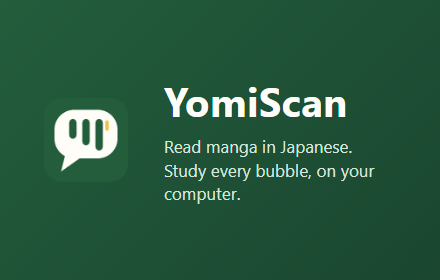 YomiScan
Read manga in Japanese.
Study every bubble, on your
computer.